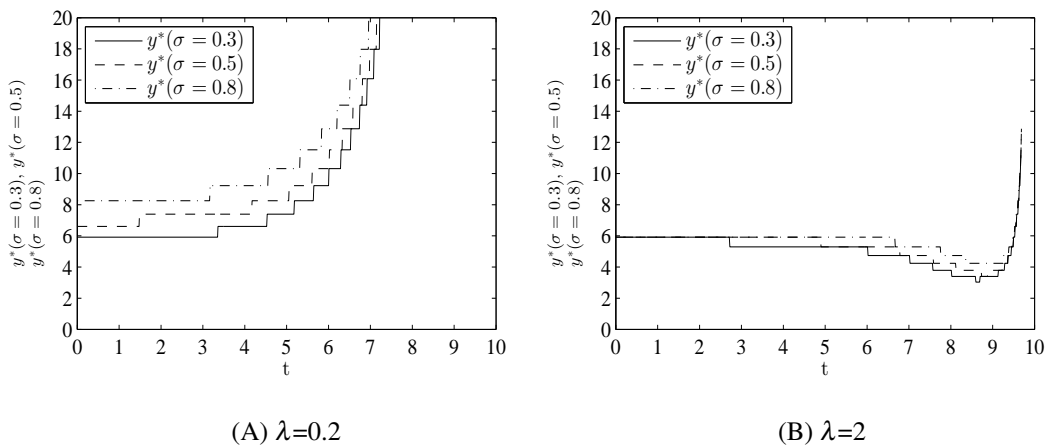 20
18
16
14
12
10
8
6
4
2
0
y*(σ = 0.3), y*(σ = 0.5)
y*(σ = 0.8)
y*(σ = 0.3)
y*(σ = 0.5)
y*(σ = 0.8)
0 1 2 3 4 5 6 7 8 9 10
t
(A) λ=0.2
20
18
16
14
12
10
8
6
4
2
0
y*(σ = 0.3), y*(σ = 0.5)
y*(σ = 0.8)
y*(σ = 0.3)
y*(σ = 0.5)
y*(σ = 0.8)
0 1 2 3 4 5 6 7 8 9 10
t
(B) λ=2